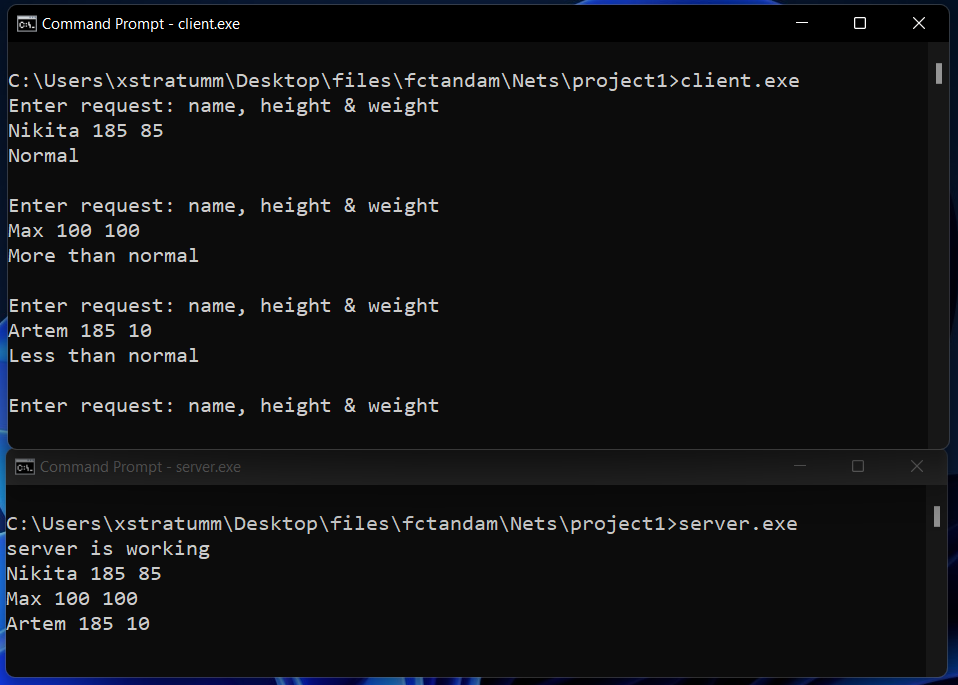 Command Prompt - client.exe
C:\Users\xstratumm\Desktop\files\fctandam\Nets\project1>client.exe
Enter request: name, height & weight
Nikita 185 85
Normal
Enter request: name, height & weight
Max 100 100
More than normal
Enter request: name, height & weight
Artem 185 10
Less than normal
Enter request: name, height & weight
Command Prompt - server.exe
C:\Users\xstratumm\Desktop\files\fctandam\Nets\project1>server.exe
server is working
Nikita 185 85
Max 100 100
Artem 185 10